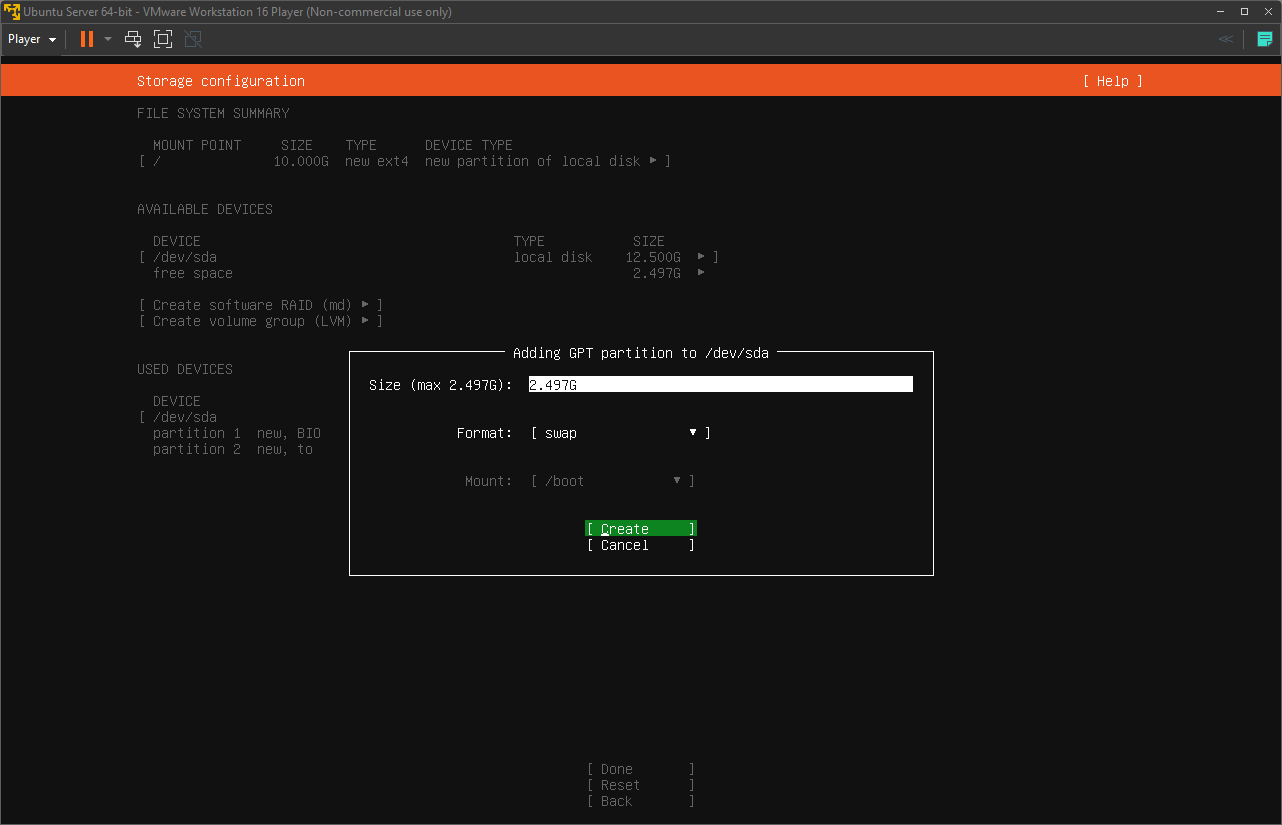 Ubuntu Server 64-bit - VMware Workstation 16 Player (Non-commercial use only)
Player
Storage configuration [ Help ]
FILE SYSTEM SUMMARY
MOUNT POINT SIZE TYPE DEVICE TYPE
[ / 10.000G new ext4 new partition of local disk ▸ ]
AVAILABLE DEVICES
DEVICE TYPE SIZE
[ /dev/sda local disk 12.500G ▸ ]
free space 2.497G ▸
[ Create software RAID (md) ▸ ]
[ Create volume group (LVM) ▸ ]
USED DEVICES
DEVICE
[ /dev/sda
partition 1 new, BIO
partition 2 new, to
Adding GPT partition to /dev/sda
Size (max 2.497G): 2.497G
Format: [ swap ▾ ]
Mount: [ /boot ▾ ]
[ Create ]
[ Cancel ]
[ Done ]
[ Reset ]
[ Back ]